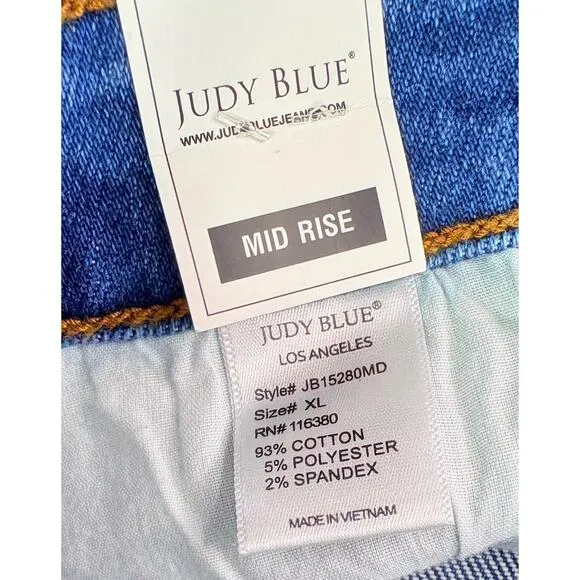 JUDY BLUE®
MID RISE
JUDY BLUE®
LOS ANGELES
Style# JB15280MD
Size# XL
RN# 116380
93% COTTON
5% POLYESTER
2% SPANDEX
MADE IN VIETNAM